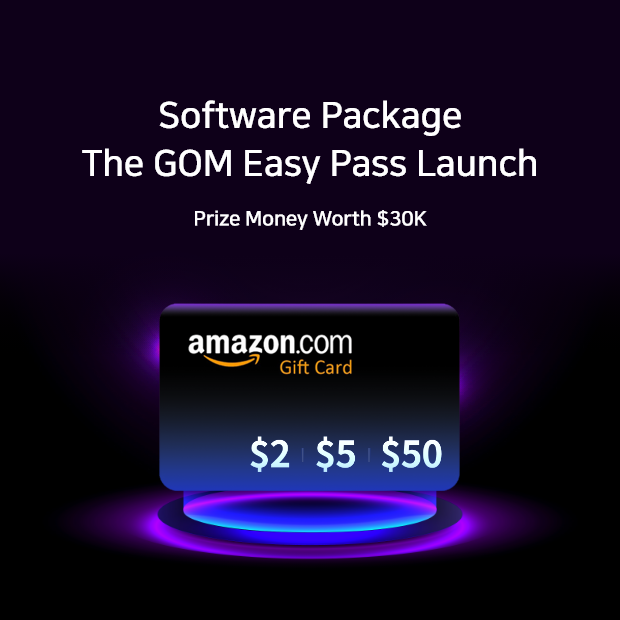 Software Package
The GOM Easy Pass Launch
Prize Money Worth $30K
amazon.com
Gift Card
$2 | $5 | $50